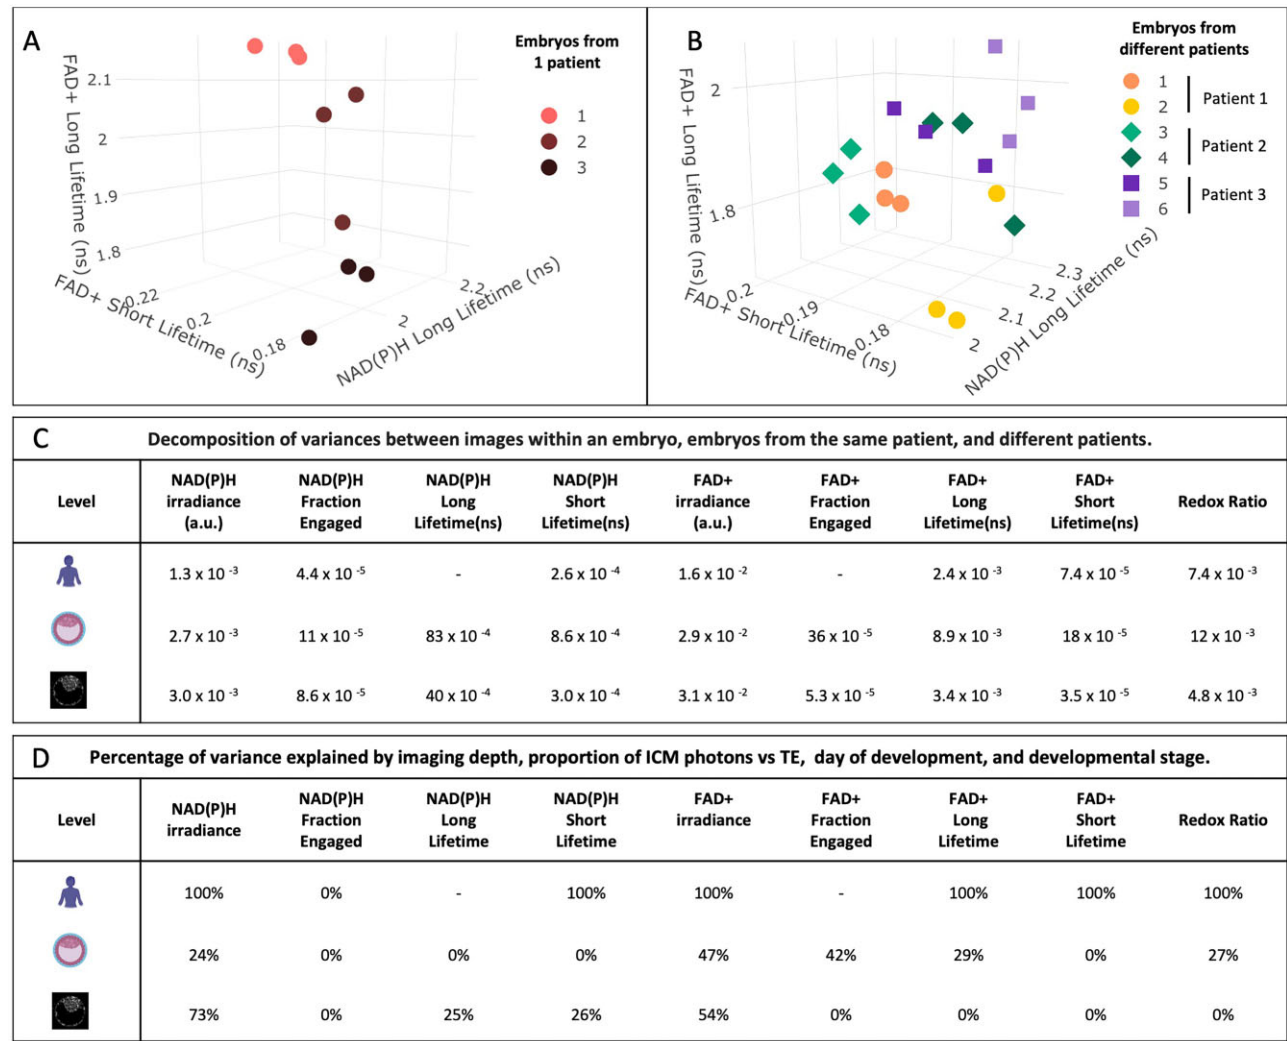 A
Embryos from
1 patient
1
2
3
FAD+ Long Lifetime (ns)
2.1
2
1.9
1.8
FAD+ Short Lifetime (ns)
0.22
0.2
0.18
NAD(P)H Long Lifetime (ns)
2
2.2
B
Embryos from
different patients
1
2
Patient 1
3
4
Patient 2
5
6
Patient 3
FAD+ Long Lifetime (ns)
2
1.8
FAD+ Short Lifetime (ns)
0.2
0.19
0.18
NAD(P)H Long Lifetime (ns)
2
2.1
2.2
2.3
C Decomposition of variances between images within an embryo, embryos from the same patient, and different patients.
Level NAD(P)H irradiance (a.u.) NAD(P)H Fraction Engaged NAD(P)H Long Lifetime(ns) NAD(P)H Short Lifetime(ns) FAD+ irradiance (a.u.) FAD+ Fraction Engaged FAD+ Long Lifetime(ns) FAD+ Short Lifetime(ns) Redox Ratio
1.3 x 10 -3 4.4 x 10 -5 - 2.6 x 10 -4 1.6 x 10 -2 - 2.4 x 10 -3 7.4 x 10 -5 7.4 x 10 -3
2.7 x 10 -3 11 x 10 -5 83 x 10 -4 8.6 x 10 -4 2.9 x 10 -2 36 x 10 -5 8.9 x 10 -3 18 x 10 -5 12 x 10 -3
3.0 x 10 -3 8.6 x 10 -5 40 x 10 -4 3.0 x 10 -4 3.1 x 10 -2 5.3 x 10 -5 3.4 x 10 -3 3.5 x 10 -5 4.8 x 10 -3
D Percentage of variance explained by imaging depth, proportion of ICM photons vs TE, day of development, and developmental stage.
Level NAD(P)H irradiance NAD(P)H Fraction Engaged NAD(P)H Long Lifetime NAD(P)H Short Lifetime FAD+ irradiance FAD+ Fraction Engaged FAD+ Long Lifetime FAD+ Short Lifetime Redox Ratio
100% 0% - 100% 100% - 100% 100% 100%
24% 0% 0% 0% 47% 42% 29% 0% 27%
73% 0% 25% 26% 54% 0% 0% 0% 0%